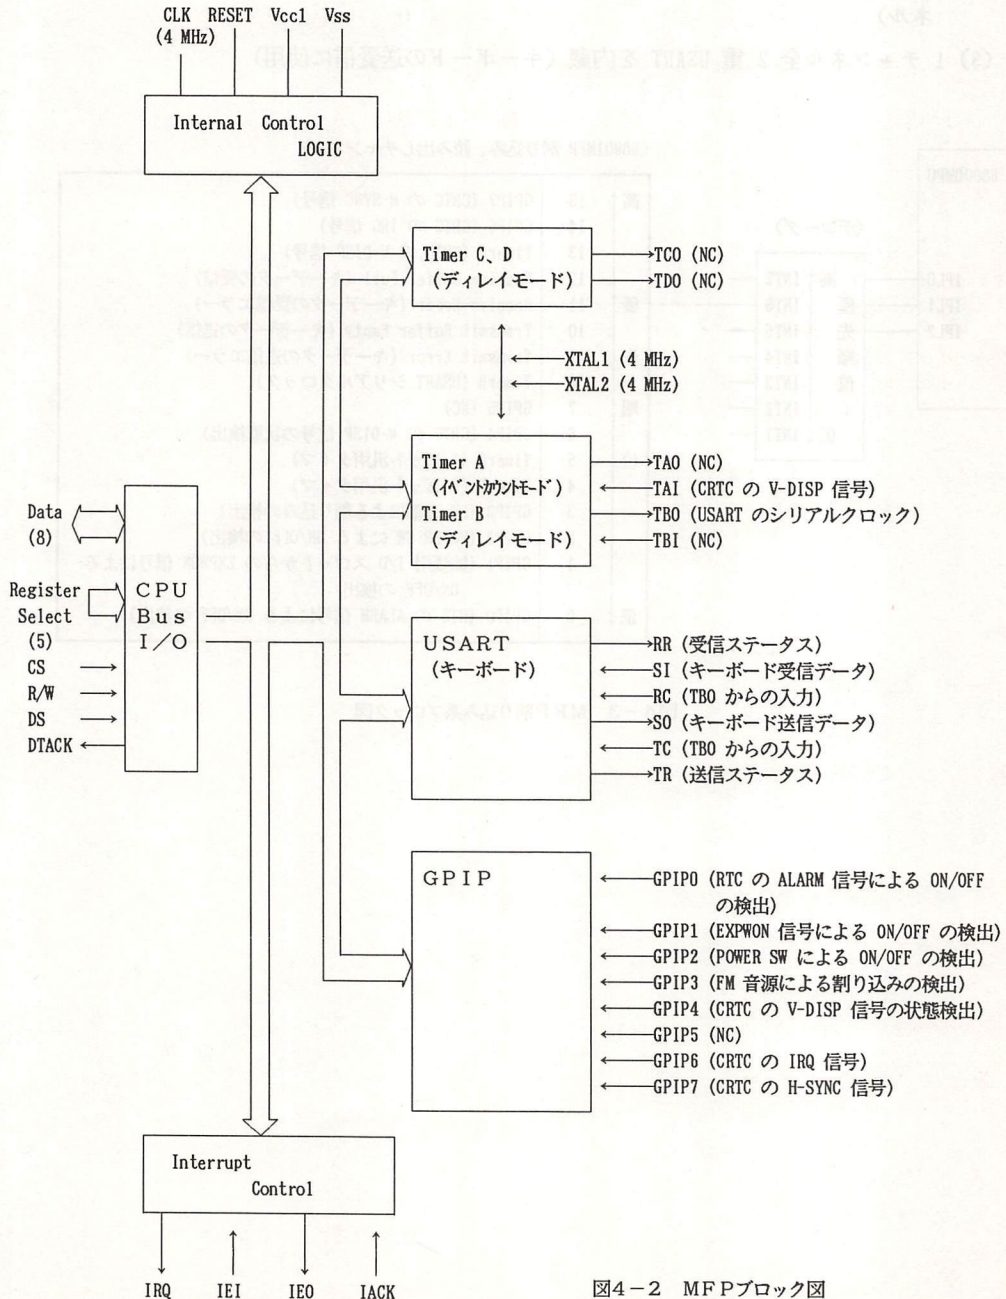 CLK RESET Vcc1 Vss
(4 MHz)
Internal Control
LOGIC
Timer C、D
(ディレイモード)
TCO (NC)
TDO (NC)
XTAL1 (4 MHz)
XTAL2 (4 MHz)
Timer A
(イベントカウントモード)
Timer B
(ディレイモード)
TAO (NC)
TAI (CRTC の V-DISP 信号)
TBO (USART のシリアルクロック)
TBI (NC)
Data
(8)
Register
Select
(5)
CS
R/W
DS
DTACK
CPU
Bus
I/O
USART
(キーボード)
RR (受信ステータス)
SI (キーボード受信データ)
RC (TBO からの入力)
SO (キーボード送信データ)
TC (TBO からの入力)
TR (送信ステータス)
GPIP
GPIP0 (RTC の ALARM 信号による ON/OFF
の検出)
GPIP1 (EXPWON 信号による ON/OFF の検出)
GPIP2 (POWER SW による ON/OFF の検出)
GPIP3 (FM 音源による割り込みの検出)
GPIP4 (CRTC の V-DISP 信号の状態検出)
GPIP5 (NC)
GPIP6 (CRTC の IRQ 信号)
GPIP7 (CRTC の H-SYNC 信号)
Interrupt
Control
IRQ IEI IEO IACK
図4-2 MFPブロック図